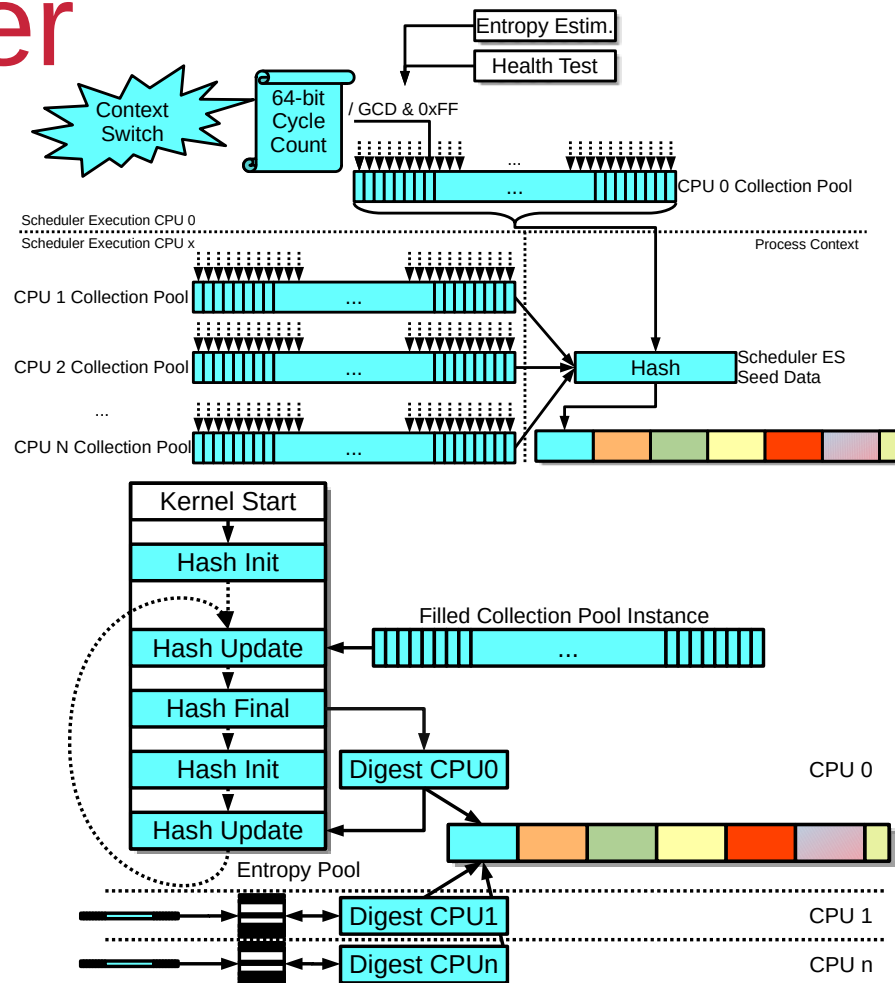 er
Entropy Estim.
Health Test
Context
Switch
64-bit
Cycle
Count
/ GCD & 0xFF
...
...
CPU 0 Collection Pool
Scheduler Execution CPU 0
Scheduler Execution CPU x
Process Context
CPU 1 Collection Pool
...
CPU 2 Collection Pool
...
Hash
Scheduler ES
Seed Data
...
CPU N Collection Pool
...
Kernel Start
Hash Init
Filled Collection Pool Instance
Hash Update
...
Hash Final
Hash Init
Digest CPU0
CPU 0
Hash Update
Entropy Pool
Digest CPU1
CPU 1
Digest CPUn
CPU n